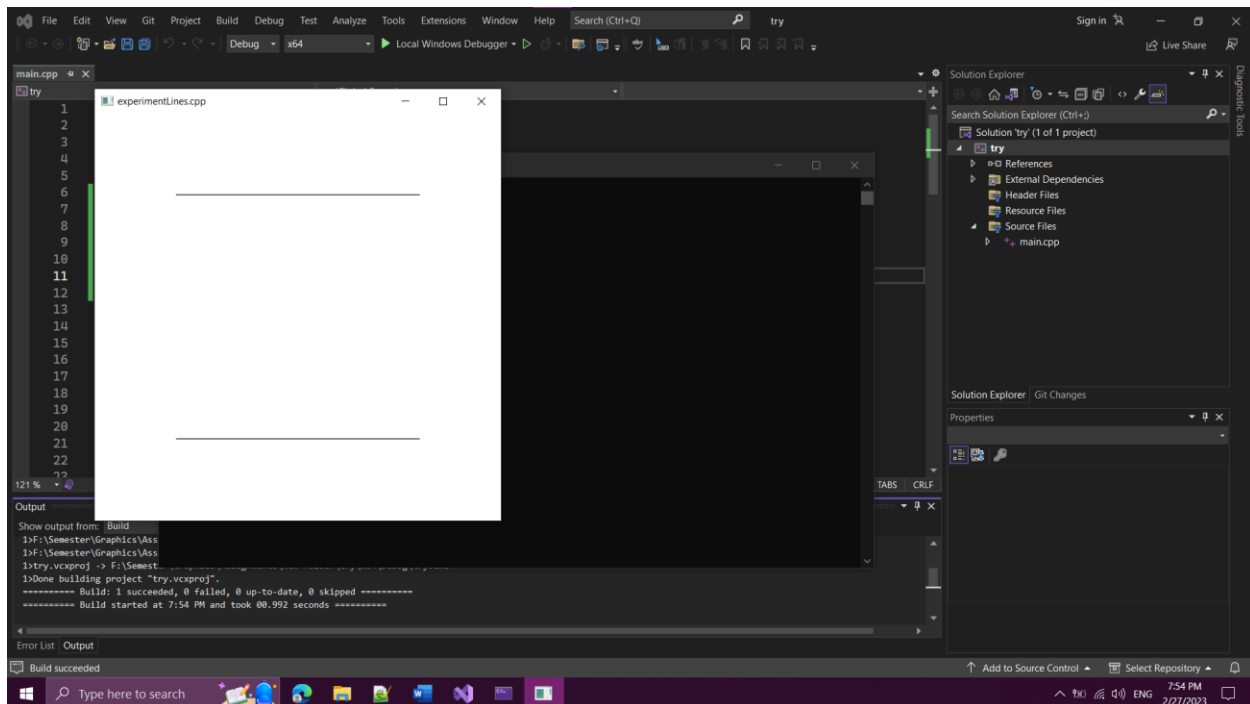 File Edit View Git Project Build Debug Test Analyze Tools Extensions Window Help Search (Ctrl+Q) try Sign in
Debug x64 Local Windows Debugger Live Share
main.cpp
try
experimentLines.cpp
1
2
3
4
5
6
7
8
9
10
11
12
13
14
15
16
17
18
19
20
21
22
23
121 % TABS CRLF
Output
Show output from: Build
1>F:\Semester\Graphics\Ass
1>F:\Semester\Graphics\Ass
1>try.vcxproj -> F:\Semest
1>Done building project "try.vcxproj".
========== Build: 1 succeeded, 0 failed, 0 up-to-date, 0 skipped ==========
========== Build started at 7:54 PM and took 00.992 seconds ==========
Error List Output
Solution Explorer
Search Solution Explorer (Ctrl+;)
Solution 'try' (1 of 1 project)
try
References
External Dependencies
Header Files
Resource Files
Source Files
main.cpp
Solution Explorer Git Changes
Properties
Diagnostic Tools
Build succeeded Add to Source Control Select Repository
Type here to search ENG 7:54 PM
2/27/2023